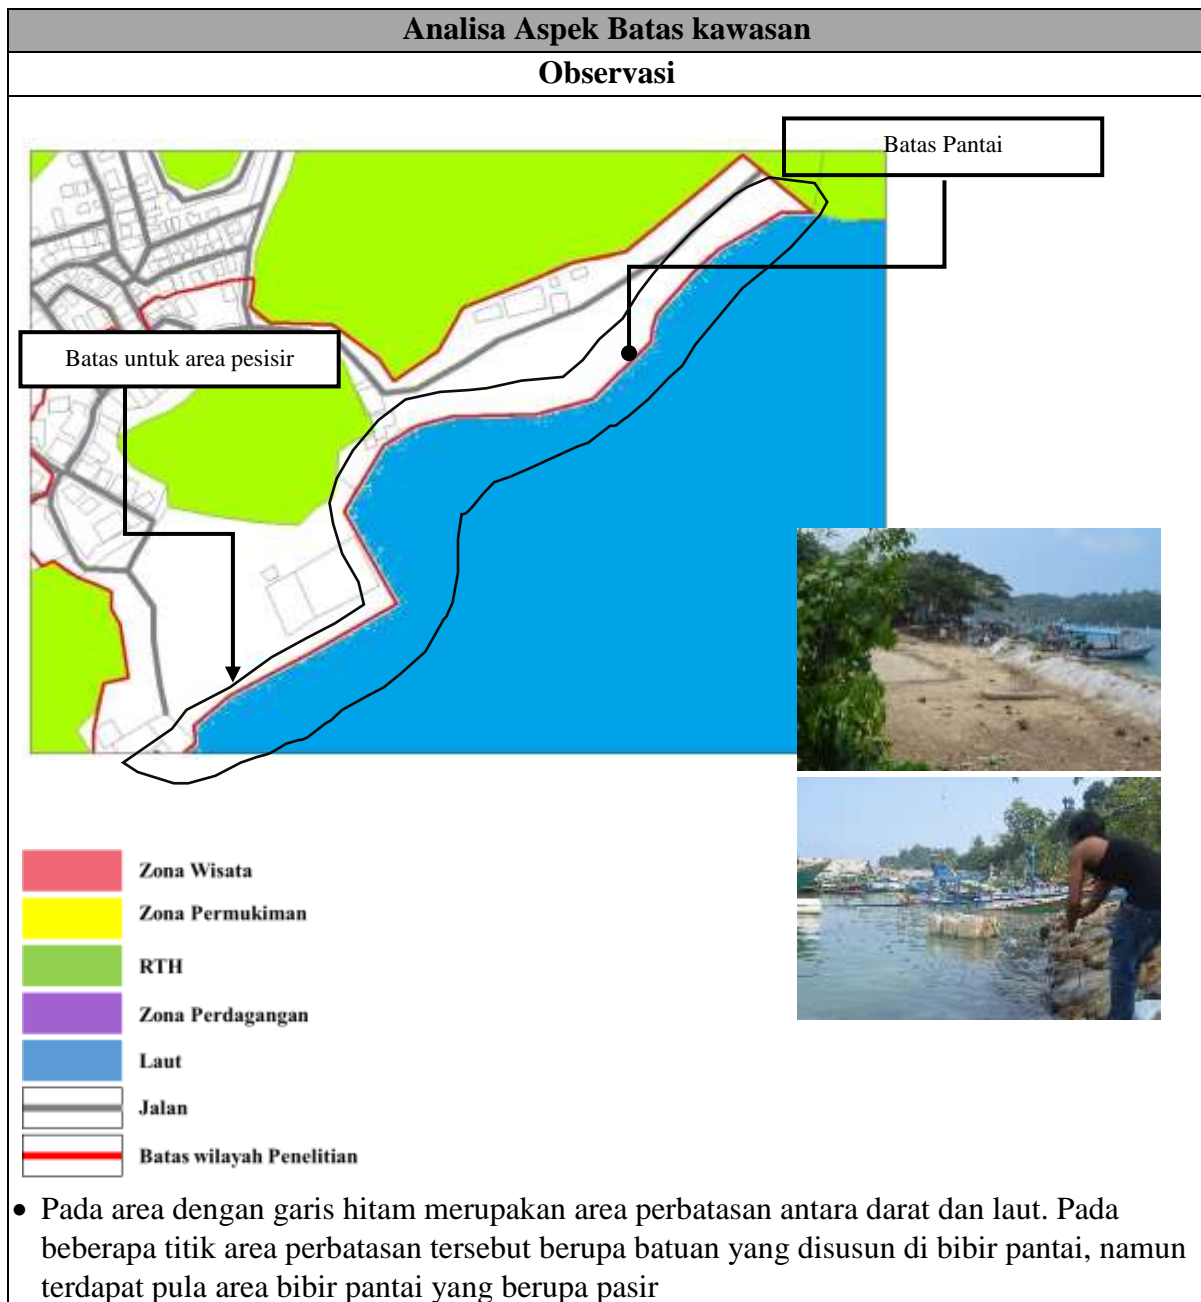 Analisa Aspek Batas kawasan
Observasi
Batas Pantai
Batas untuk area pesisir
Zona Wisata
Zona Permukiman
RTH
Zona Perdagangan
Laut
Jalan
Batas wilayah Penelitian
• Pada area dengan garis hitam merupakan area perbatasan antara darat dan laut. Pada
beberapa titik area perbatasan tersebut berupa batuan yang disusun di bibir pantai, namun
terdapat pula area bibir pantai yang berupa pasir